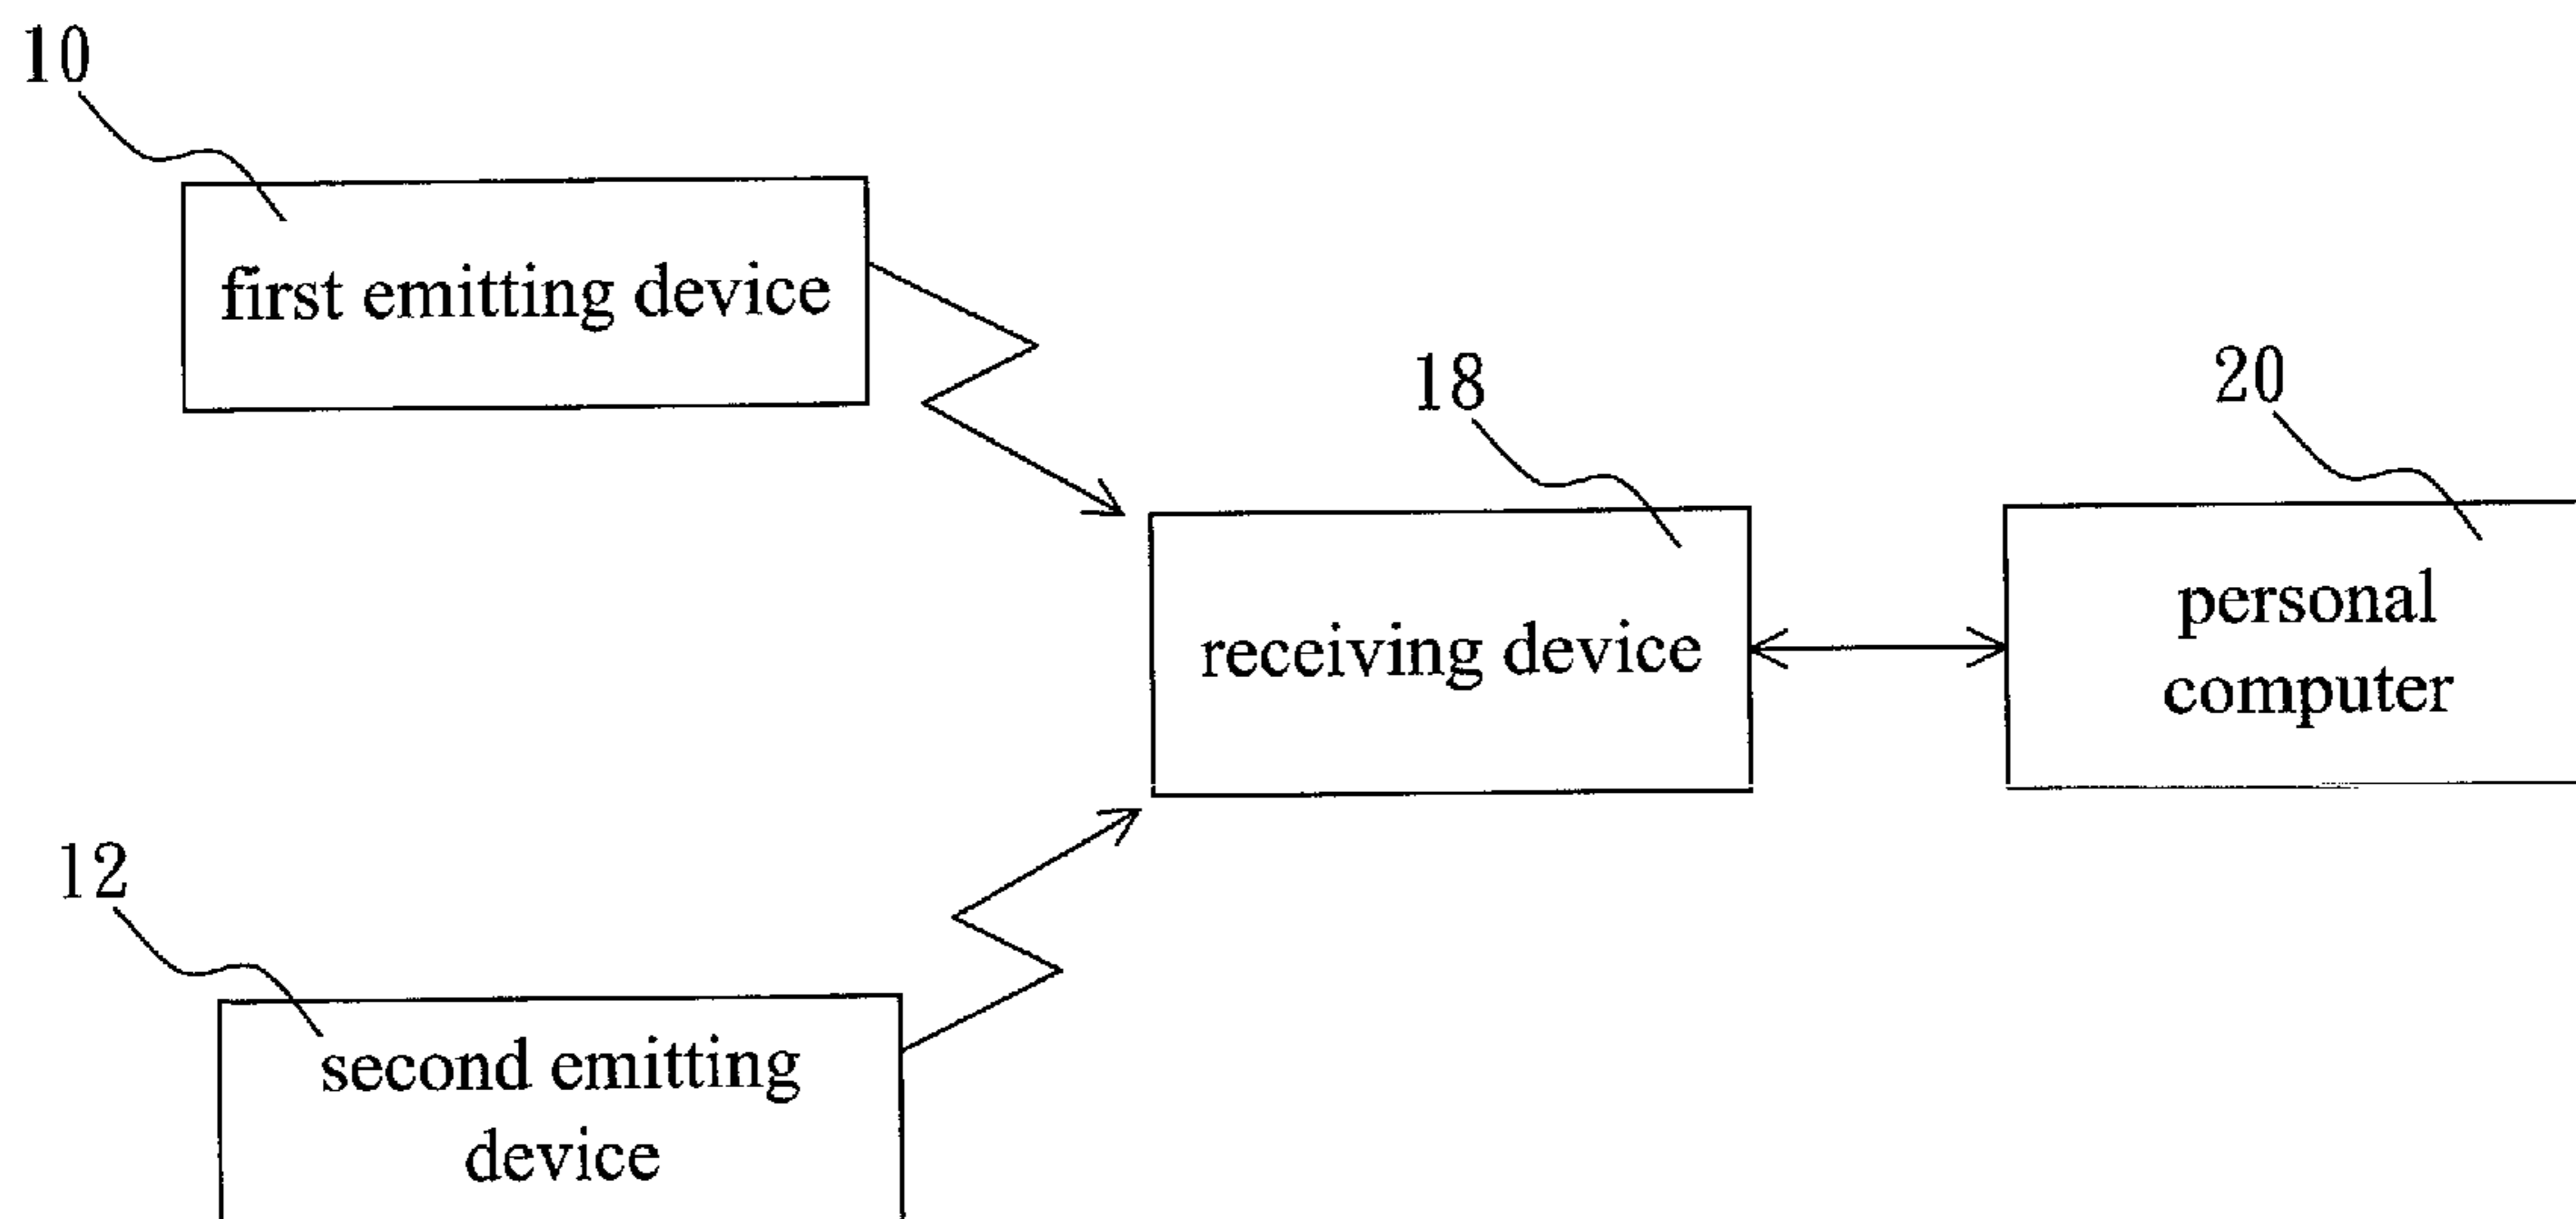 10
first emitting device
18
20
receiving device
personal
computer
12
second emitting
device